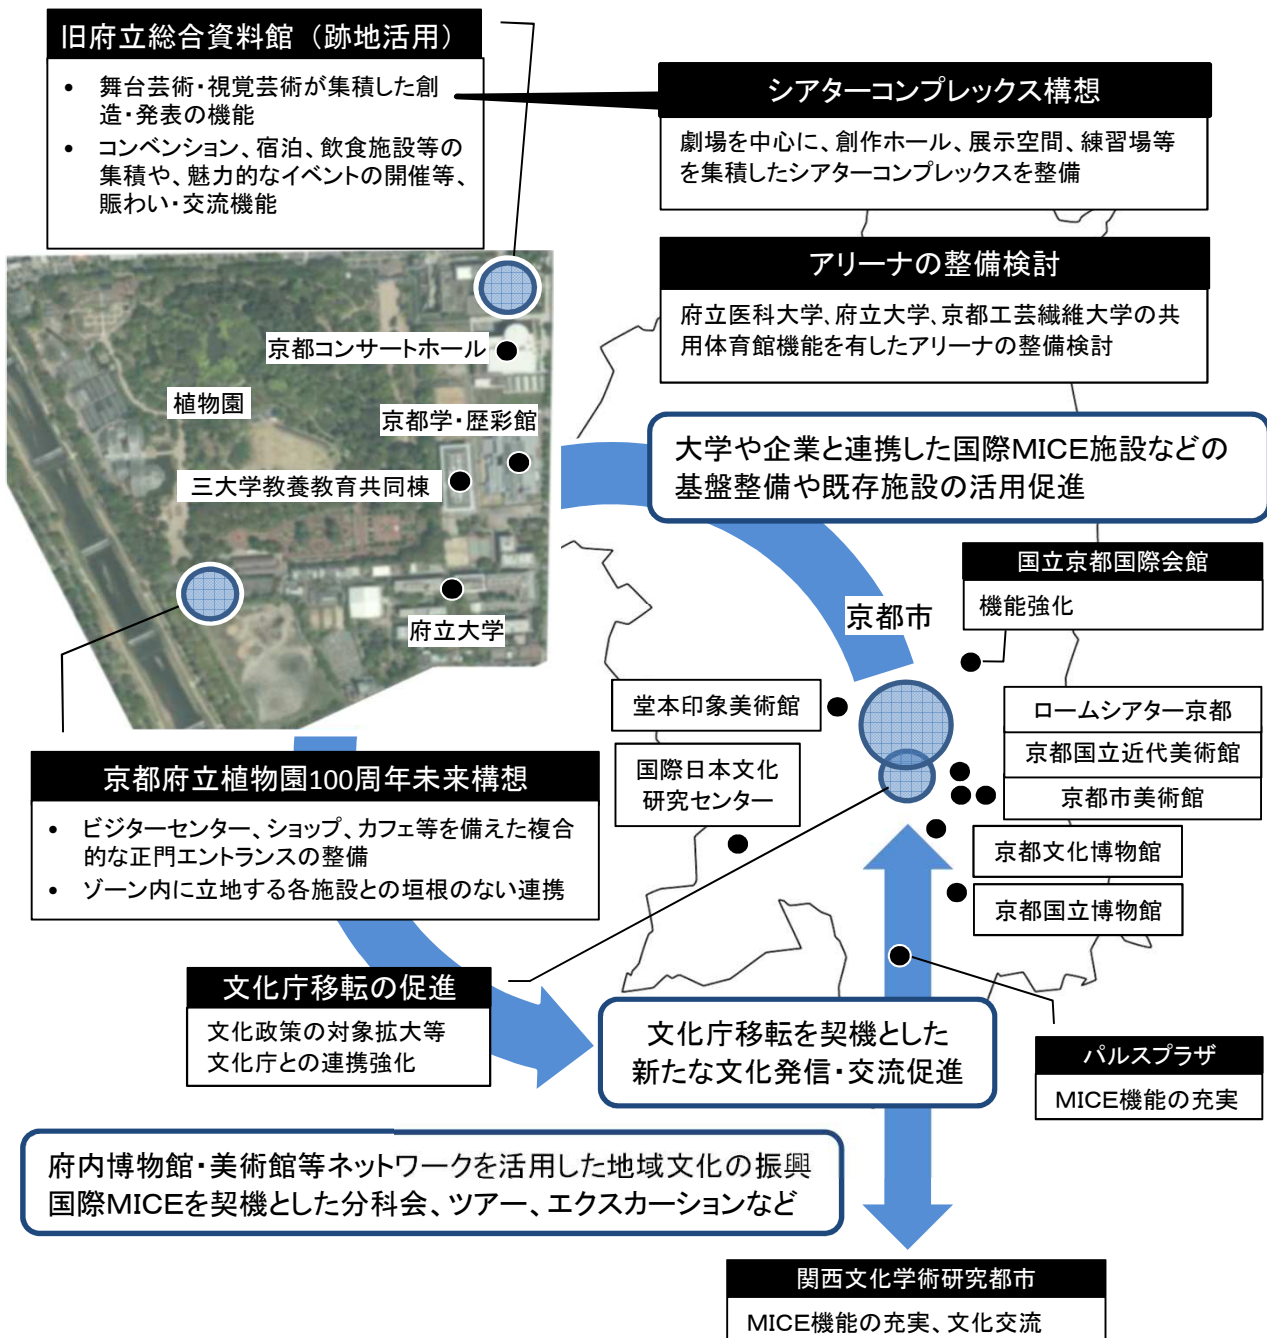 旧府立総合資料館（跡地活用）
• 舞台芸術・視覚芸術が集積した創
造・発表の機能
• コンベンション、宿泊、飲食施設等の
集積や、魅力的なイベントの開催等、
賑わい・交流機能
シアターコンプレックス構想
劇場を中心に、創作ホール、展示空間、練習場等
を集積したシアターコンプレックスを整備
アリーナの整備検討
府立医科大学、府立大学、京都工芸繊維大学の共
用体育館機能を有したアリーナの整備検討
京都コンサートホール
植物園
京都学・歴彩館
三大学教養教育共同棟
府立大学
大学や企業と連携した国際MICE施設などの
基盤整備や既存施設の活用促進
国立京都国際会館
機能強化
京都市
堂本印象美術館
国際日本文化
研究センター
ロームシアター京都
京都国立近代美術館
京都市美術館
京都文化博物館
京都国立博物館
京都府立植物園100周年未来構想
• ビジターセンター、ショップ、カフェ等を備えた複合
的な正門エントランスの整備
• ゾーン内に立地する各施設との垣根のない連携
文化庁移転の促進
文化政策の対象拡大等
文化庁との連携強化
文化庁移転を契機とした
新たな文化発信・交流促進
パルスプラザ
MICE機能の充実
府内博物館・美術館等ネットワークを活用した地域文化の振興
国際MICEを契機とした分科会、ツアー、エクスカーションなど
関西文化学術研究都市
MICE機能の充実、文化交流